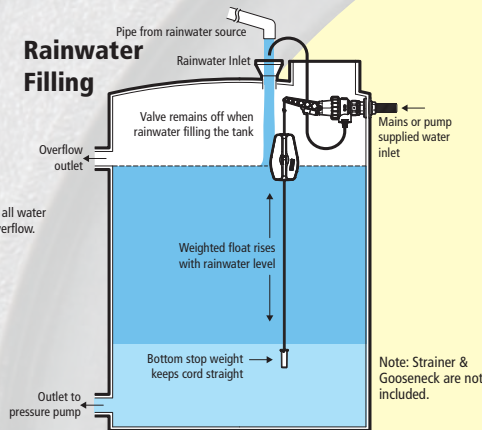 Rainwater
Filling
Pipe from rainwater source
Rainwater Inlet
Valve remains off when
rainwater filling the tank
Mains or pump
supplied water
inlet
Overflow
outlet
all water
erflow.
Weighted float rises
with rainwater level
Bottom stop weight
keeps cord straight
Note: Strainer &
Gooseneck are not
included.
Outlet to
pressure pump